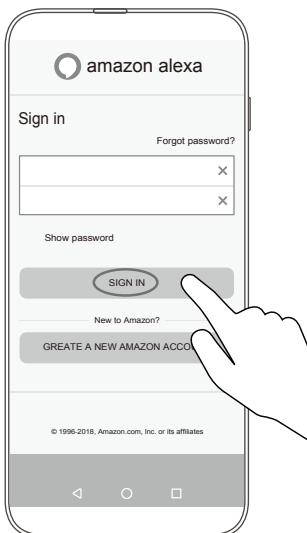 amazon alexa
Sign in
Forgot password?
Show password
SIGN IN
New to Amazon?
GREATE A NEW AMAZON ACCO
© 1996-2018, Amazon.com, Inc. or its affiliates